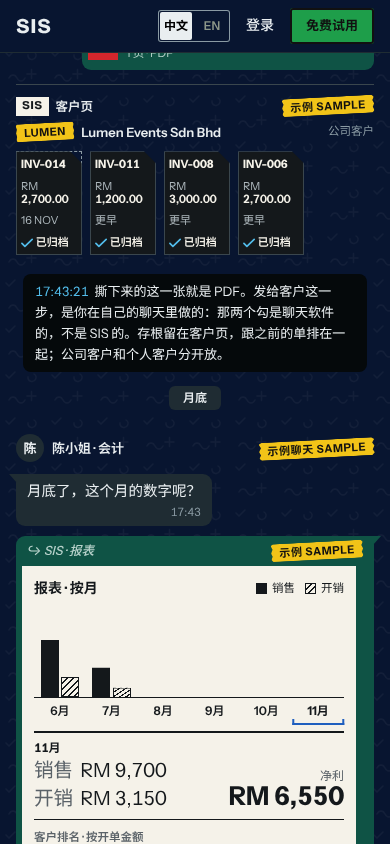 SIS
中文 EN
登录
免费试用
1页·PDF
SIS 客户页
示例 SAMPLE
LUMEN Lumen Events Sdn Bhd
公司客户
INV-014
RM
2,700.00
16 NOV
已归档
INV-011
RM
1,200.00
更早
已归档
INV-008
RM
3,000.00
更早
已归档
INV-006
RM
2,700.00
更早
已归档
17:43:21 撕下来的这一张就是 PDF。发给客户这一
步，是你在自己的聊天里做的：那两个勾是聊天软件
的，不是 SIS 的。存根留在客户页，跟之前的单排在一
起；公司客户和个人客户分开放。
月底
陈 陈小姐·会计
示例聊天 SAMPLE
月底了，这个月的数字呢？
17:43
SIS·报表
示例 SAMPLE
报表·按月
销售 开销
6月 7月 8月 9月 10月 11月
11月
销售 RM 9,700
开销 RM 3,150
净利
RM 6,550
客户排名·按开单金额